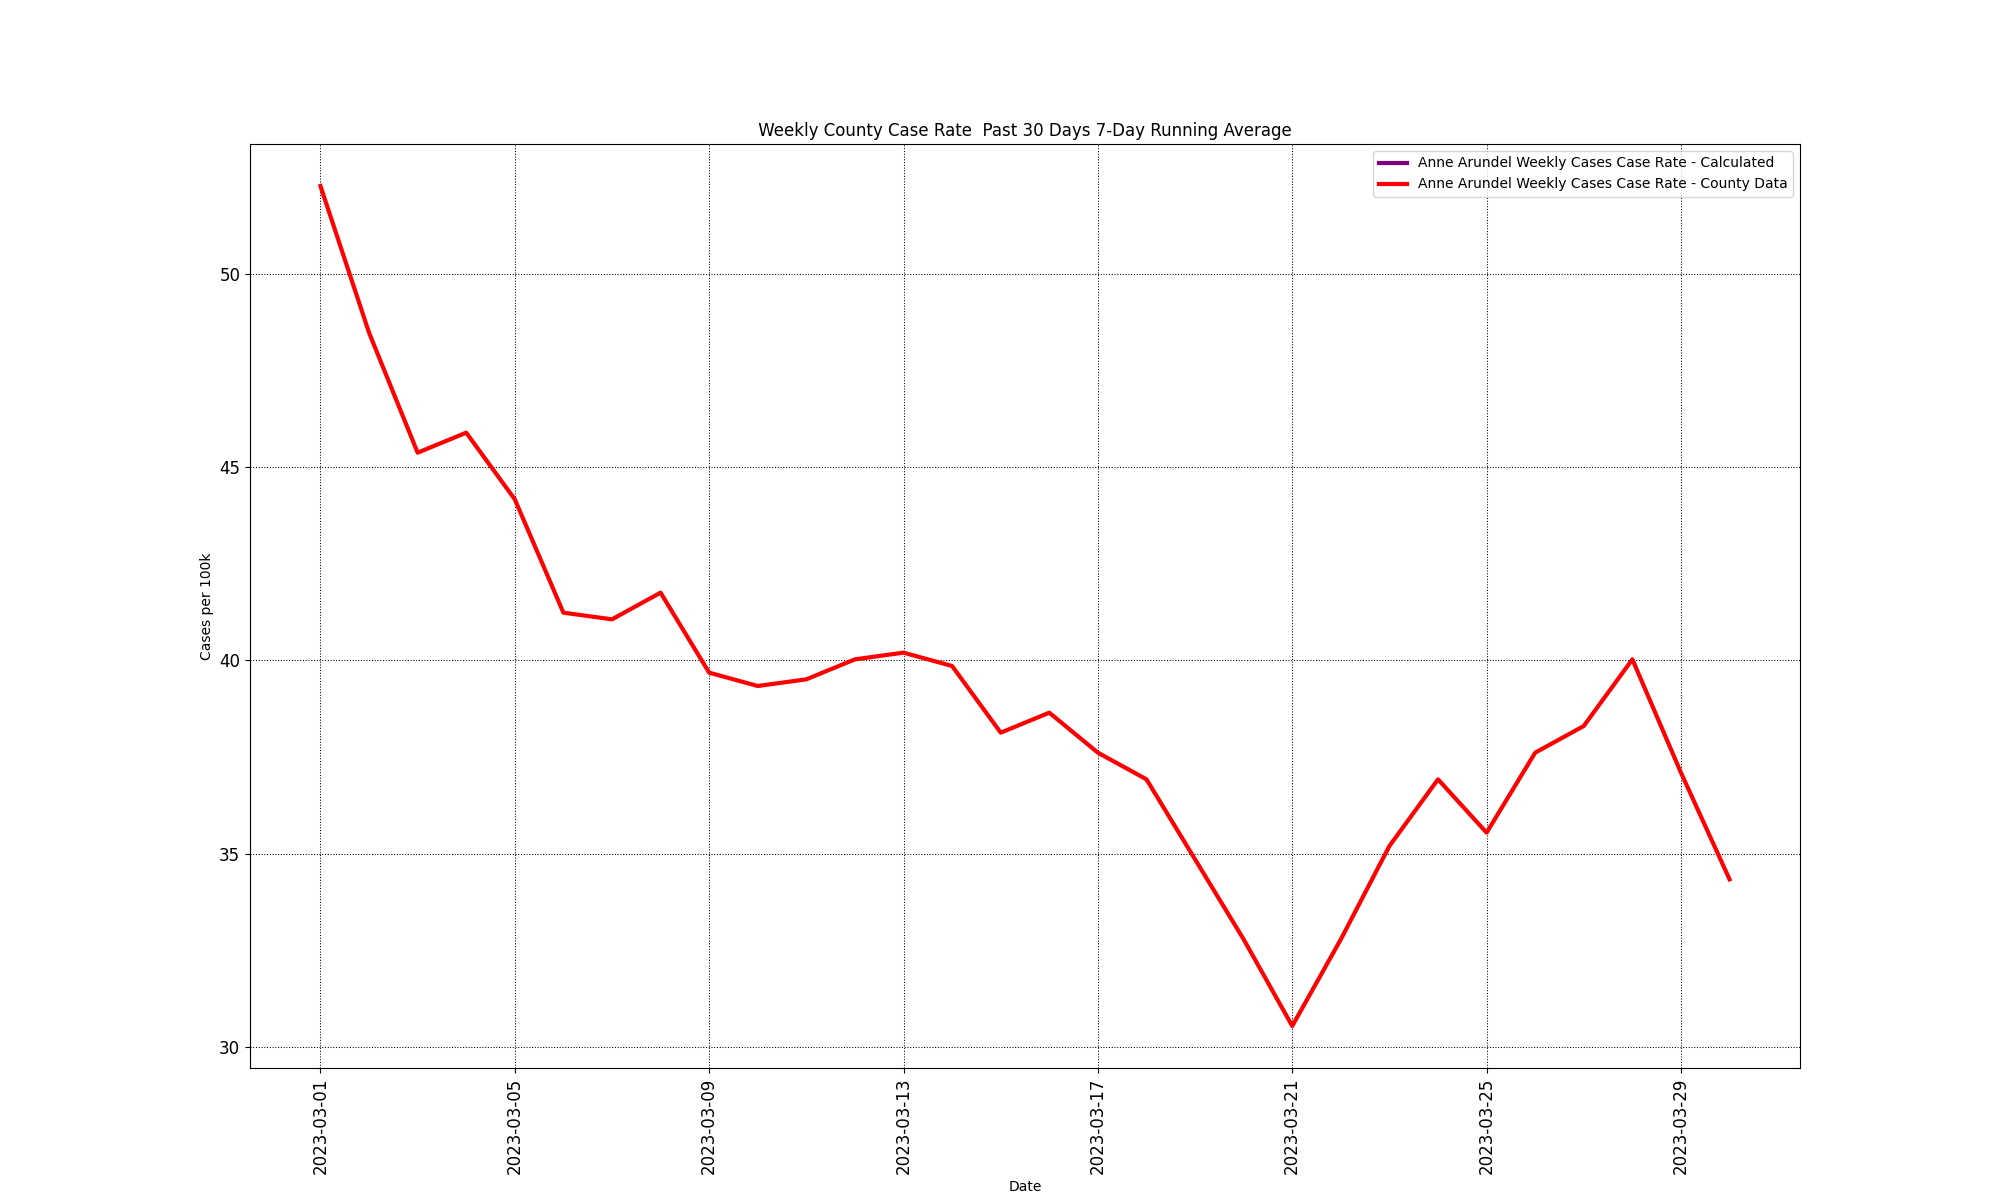 Weekly County Case Rate  Past 30 Days 7-Day Running Average
Anne Arundel Weekly Cases Case Rate - Calculated
Anne Arundel Weekly Cases Case Rate - County Data
Cases per 100k
50
45
40
35
30
2023-03-01
2023-03-05
2023-03-09
2023-03-13
2023-03-17
2023-03-21
2023-03-25
2023-03-29
Date